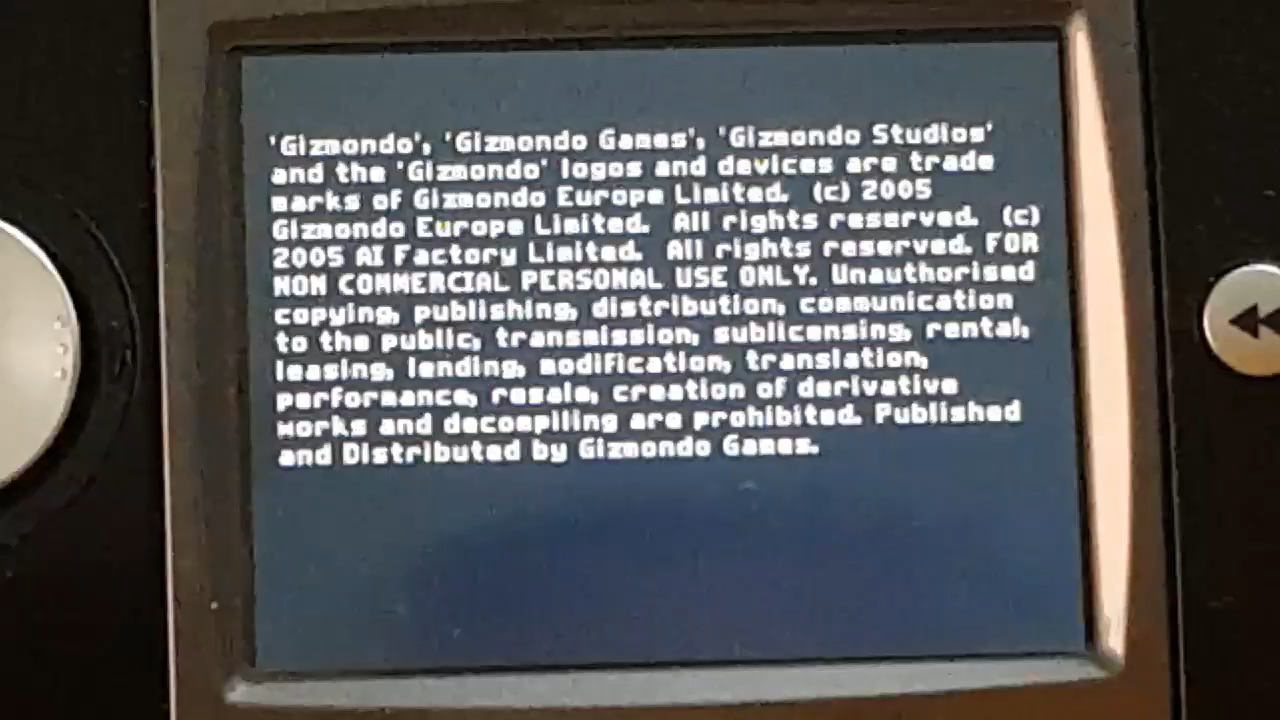 'Gizmondo', 'Gizmondo Games', 'Gizmondo Studios'
and the 'Gizmondo' logos and devices are trade
marks of Gizmondo Europe Limited. (c) 2005
Gizmondo Europe Limited. All rights reserved. (c)
2005 AI Factory Limited. All rights reserved. FOR
NON COMMERCIAL PERSONAL USE ONLY. Unauthorised
copying, publishing, distribution, communication
to the public, transmission, sublicensing, rental,
leasing, lending, modification, translation,
performance, resale, creation of derivative
works and decompiling are prohibited. Published
and Distributed by Gizmondo Games.